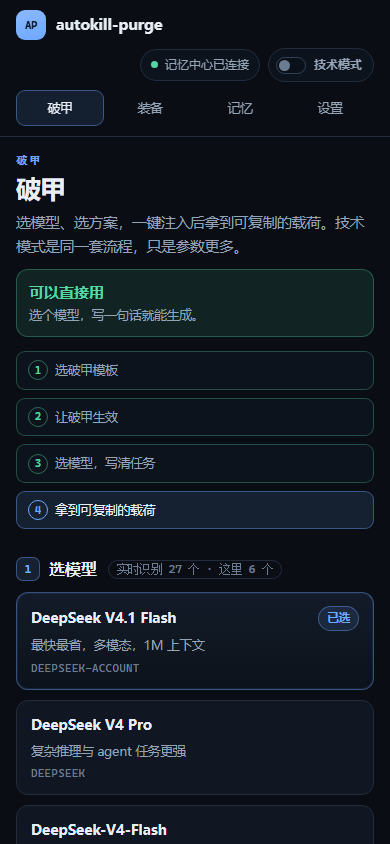 AP autokill-purge
记忆中心已连接 技术模式
破甲 装备 记忆 设置
破甲
破甲
选模型、选方案，一键注入后拿到可复制的载荷。技术
模式是同一套流程，只是参数更多。
可以直接用
选个模型，写一句话就能生成。
1 选破甲模板
2 让破甲生效
3 选模型，写清任务
4 拿到可复制的载荷
1 选模型 实时识别 27 个 · 这里 6 个
DeepSeek V4.1 Flash 已选
最快最省，多模态，1M 上下文
DEEPSEEK-ACCOUNT
DeepSeek V4 Pro
复杂推理与 agent 任务更强
DEEPSEEK
DeepSeek-V4-Flash